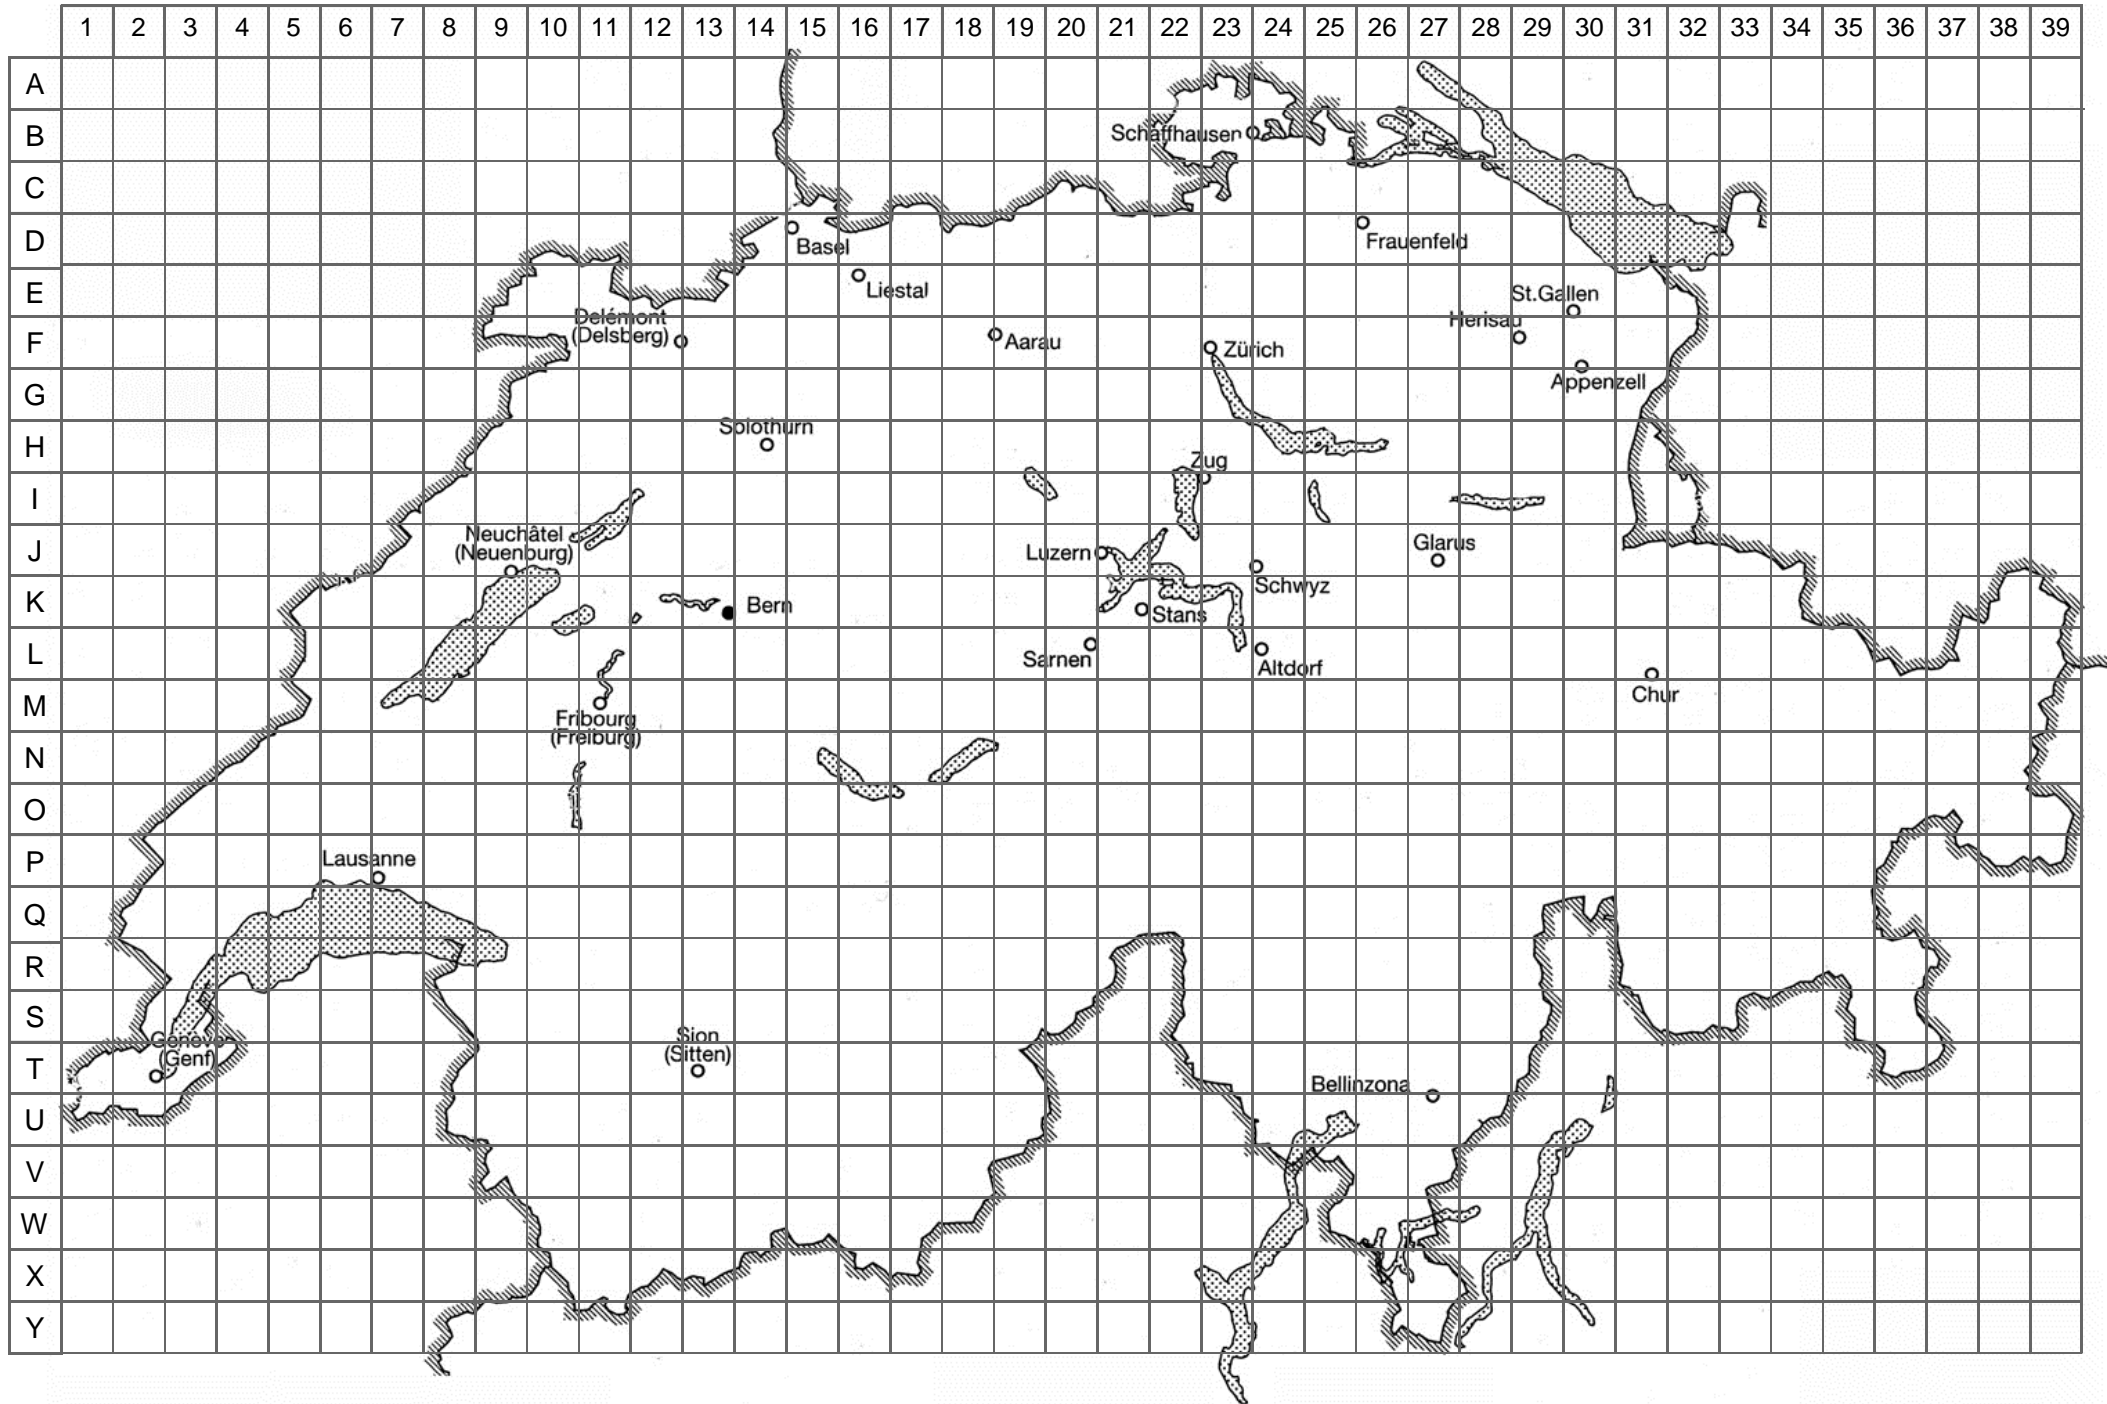 1 2 3 4 5 6 7 8 9 10 11 12 13 14 15 16 17 18 19 20 21 22 23 24 25 26 27 28 29 30 31 32 33 34 35 36 37 38 39
A
B
Schaffhausen
C
D
Basel
Frauenfeld
E
Liestal
St.Gallen
Delémont
(Delsberg)
Herisau
F
Aarau
Zürich
G
Appenzell
Solothurn
H
Zug
I
Neuchâtel
(Neuenburg)
J
Luzern
Glarus
Schwyz
K
Bern
Stans
L
Sarnen
Altdorf
M
Chur
Fribourg
(Freiburg)
N
O
P
Lausanne
Q
R
S
Genève
(Genf)
Sion
(Sitten)
T
Bellinzona
U
V
W
X
Y